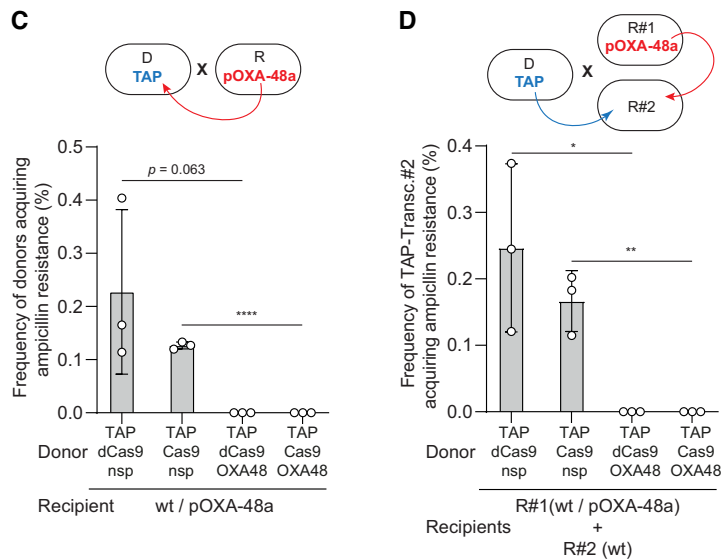 C
D
TAP
X
R
pOXA-48a
Frequency of donors acquiring
ampicillin resistance (%)
0.5
0.4
0.3
0.2
0.1
0.0
p = 0.063
****
Donor
TAP
dCas9
nsp
TAP
Cas9
nsp
TAP
dCas9
OXA48
TAP
Cas9
OXA48
Recipient wt / pOXA-48a
D
D
TAP
X
R#1
pOXA-48a
R#2
Frequency of TAP-Transc.#2
acquiring ampicillin resistance (%)
0.4
0.3
0.2
0.1
0.0
*
**
Donor
TAP
dCas9
nsp
TAP
Cas9
nsp
TAP
dCas9
OXA48
TAP
Cas9
OXA48
Recipients
R#1(wt / pOXA-48a)
+
R#2 (wt)